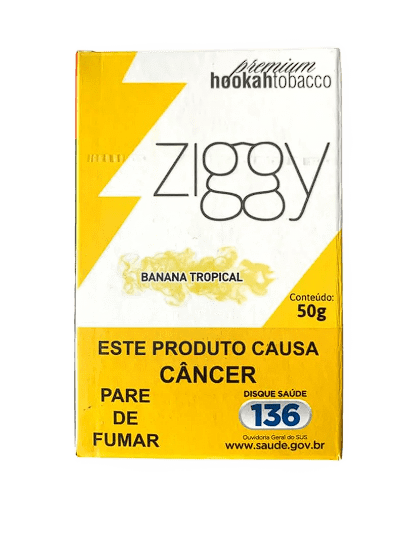 premium
hookahtobacco
ziggy
BANANA TROPICAL
Conteúdo:
50g
ESTE PRODUTO CAUSA
CÂNCER
PARE
DE
FUMAR
DISQUE SAÚDE
136
Ouvidoria Geral do SUS
www.saude.gov.br